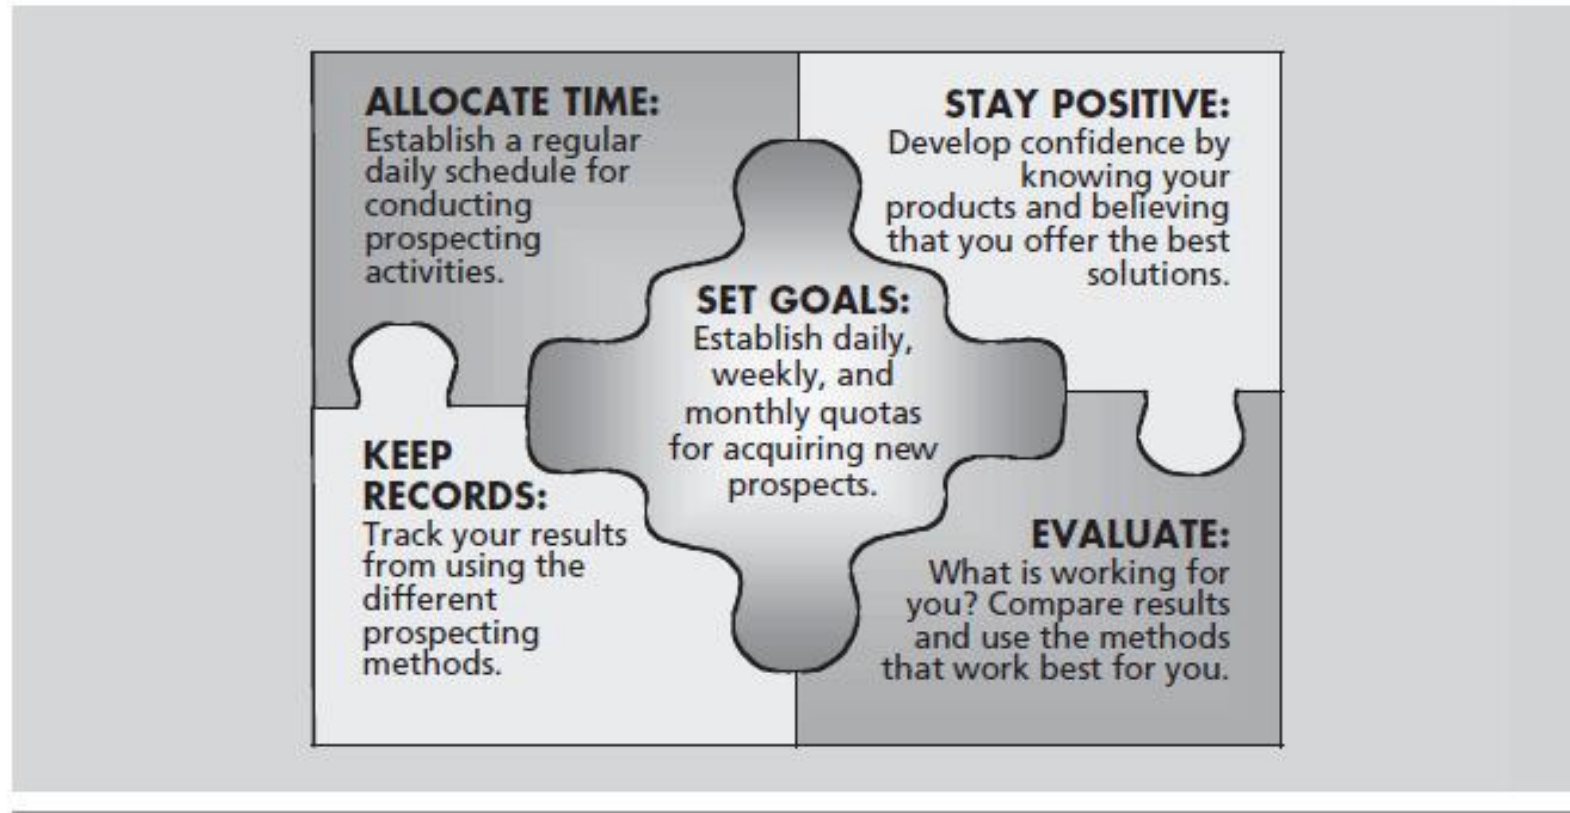 ALLOCATE TIME:
Establish a regular
daily schedule for
conducting
prospecting
activities.
STAY POSITIVE:
Develop confidence by
knowing your
products and believing
that you offer the best
solutions.
SET GOALS:
Establish daily,
weekly, and
monthly quotas
for acquiring new
prospects.
KEEP
RECORDS:
Track your results
from using the
different
prospecting
methods.
EVALUATE:
What is working for
you? Compare results
and use the methods
that work best for you.